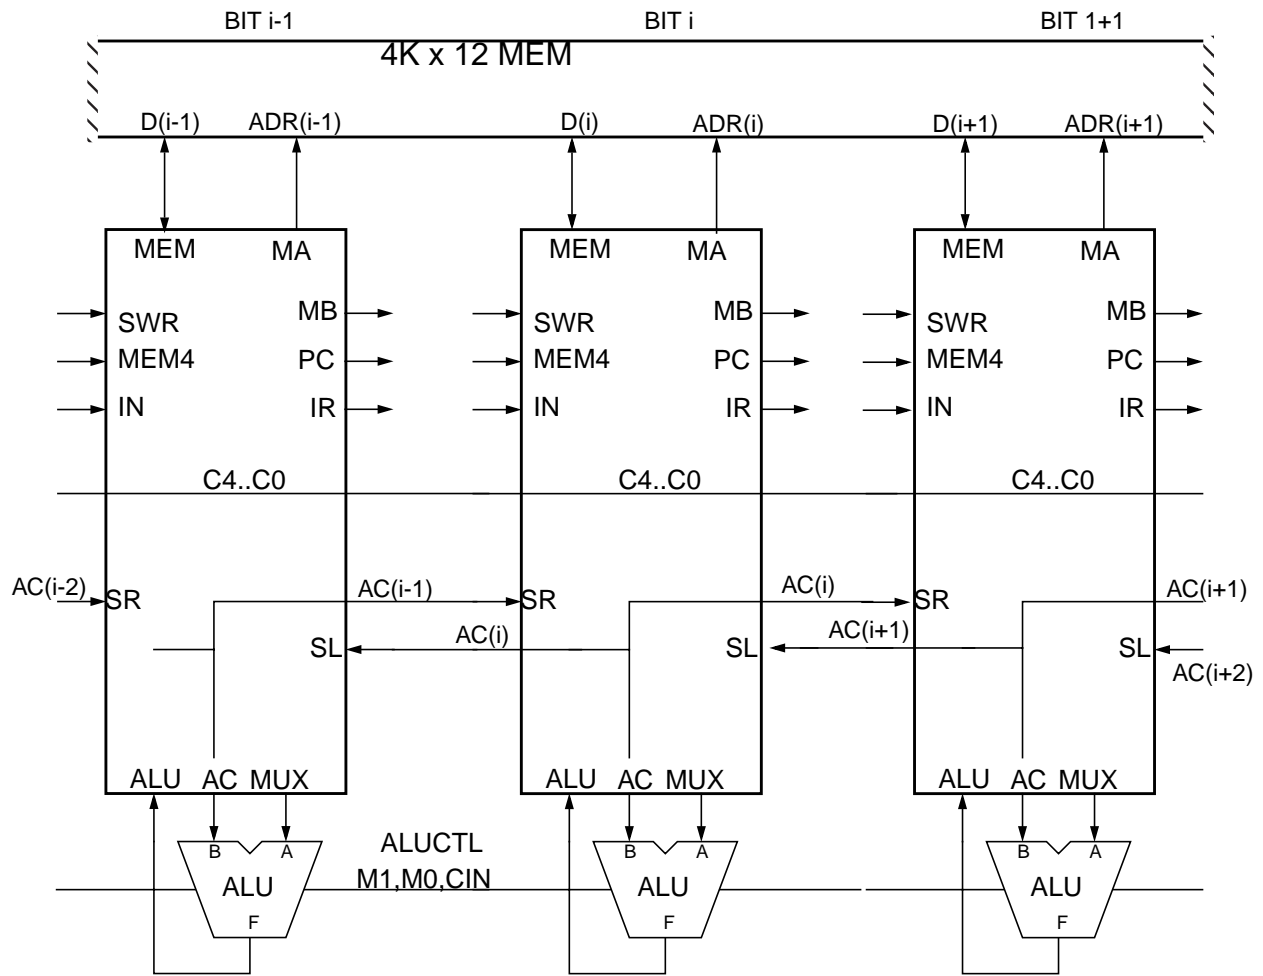 BIT i-1 BIT i BIT 1+1
4K x 12 MEM
D(i-1) ADR(i-1) D(i) ADR(i) D(i+1) ADR(i+1)
MEM MA MEM MA MEM MA
SWR MB SWR MB SWR MB
MEM4 PC MEM4 PC MEM4 PC
IN IR IN IR IN IR
C4..C0 C4..C0 C4..C0
AC(i-2) SR AC(i-1) SR AC(i) SR AC(i+1)
SL AC(i) SL AC(i+1) SL AC(i+2)
ALU AC MUX ALU AC MUX ALU AC MUX
B A ALUCTL B A B A
ALU M1,M0,CIN ALU ALU
F F F